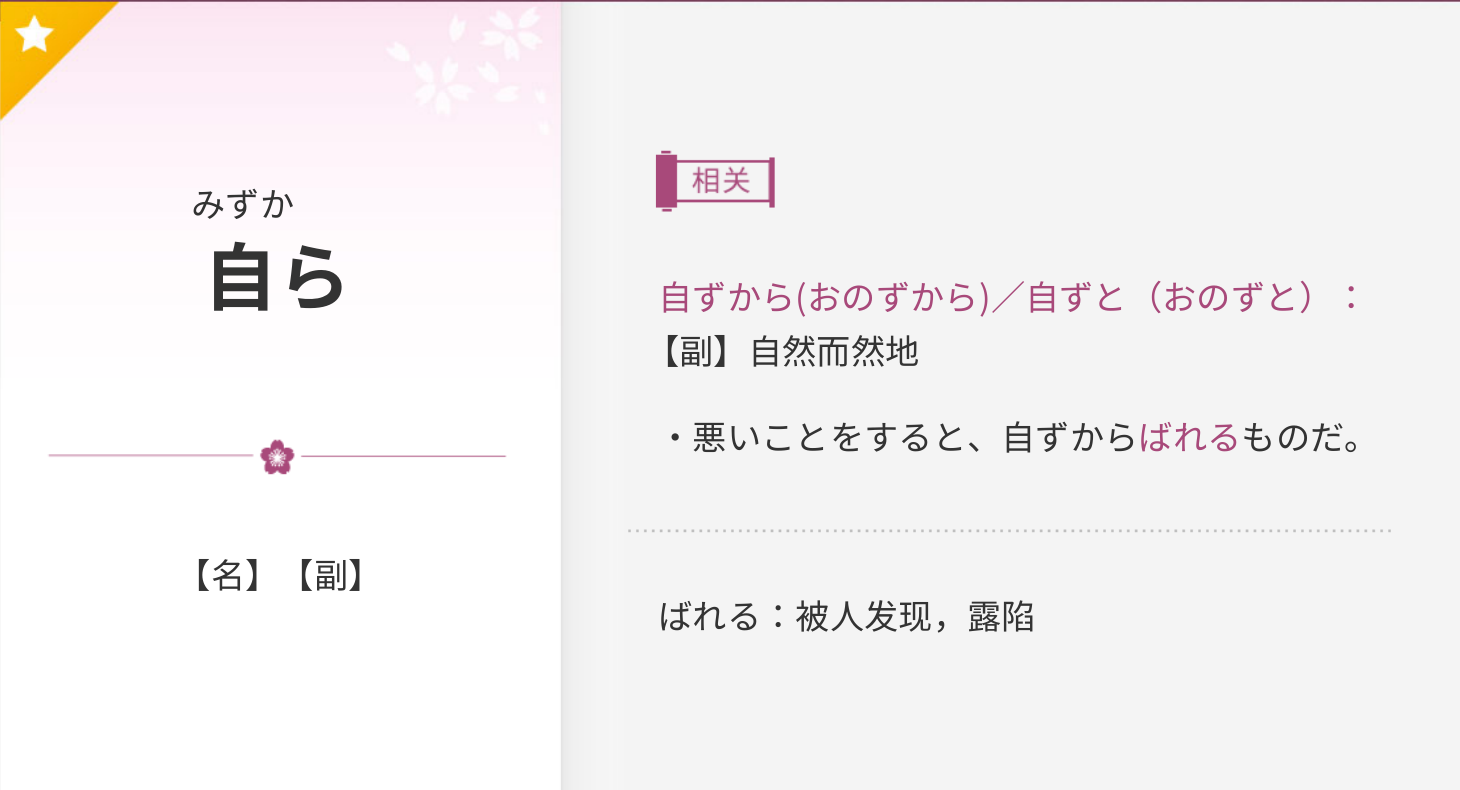 みずか
自ら
【名】【副】
相关
自ずから(おのずから)／自ずと（おのずと）：
【副】自然而然地
・悪いことをすると、自ずからばれるものだ。
ばれる：被人发现，露陷